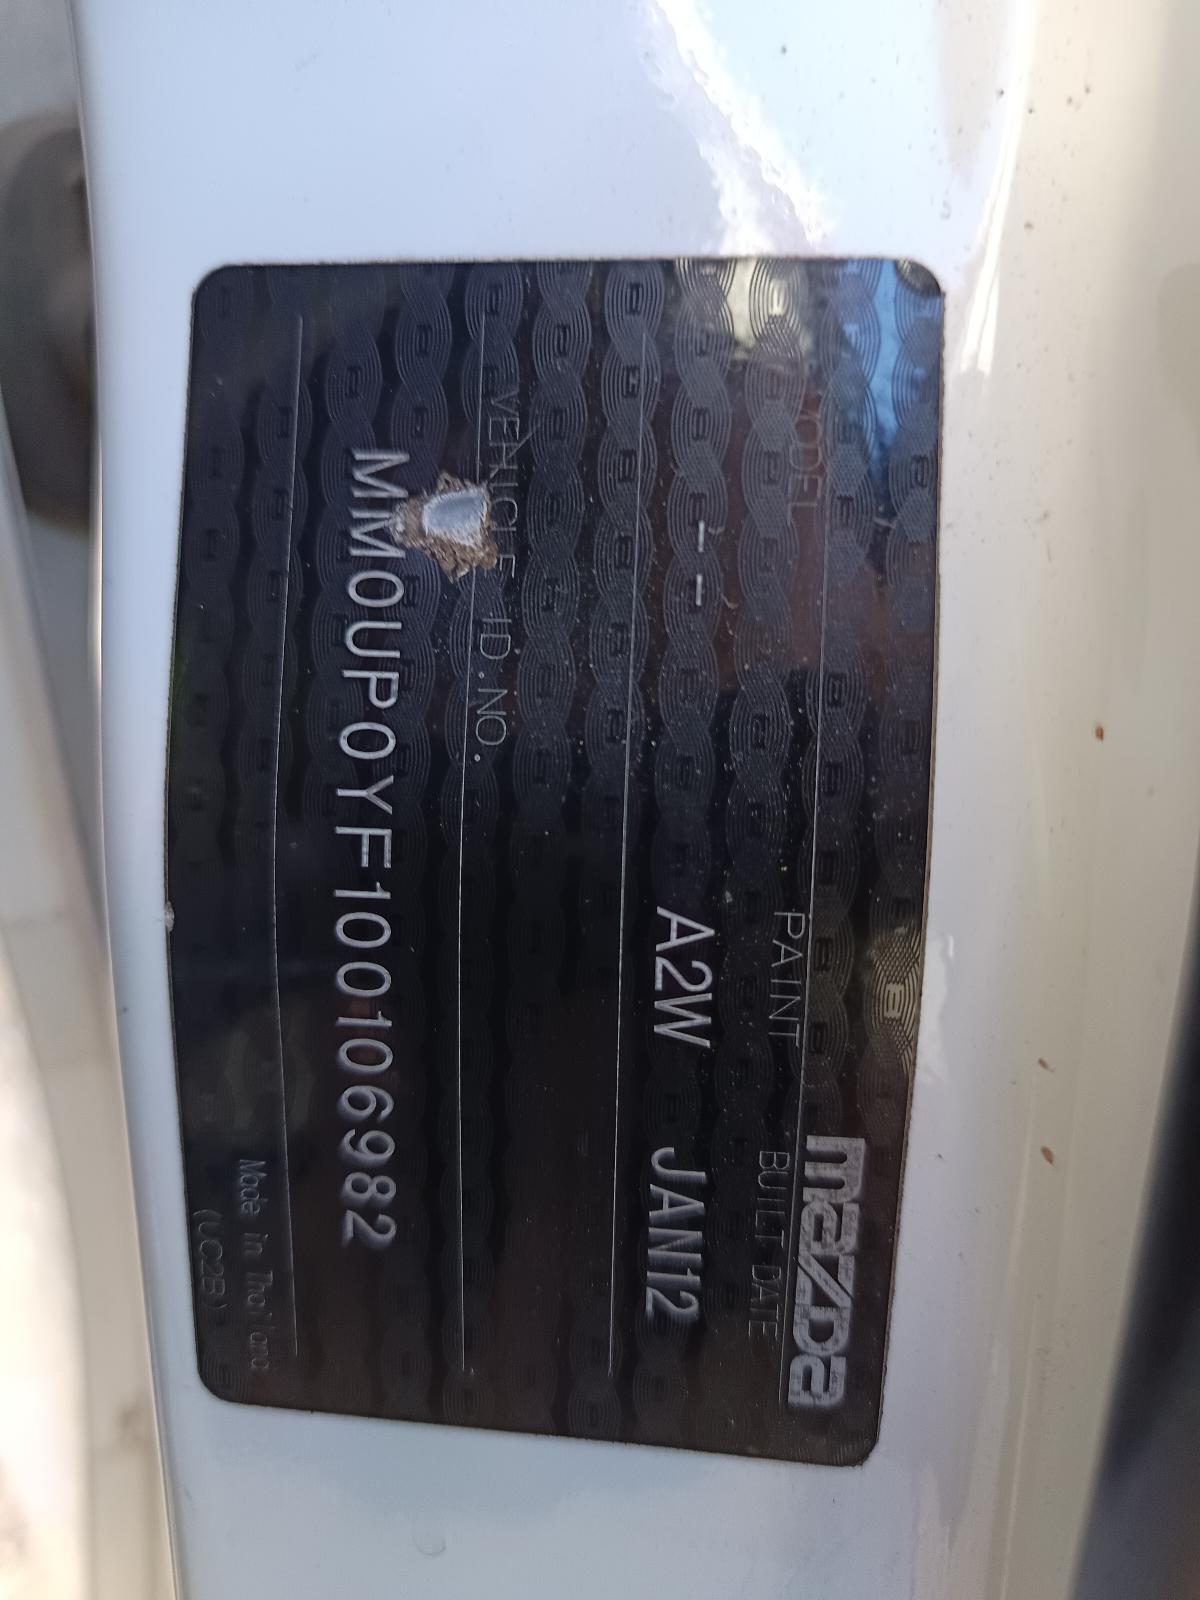 mazda
MODEL PAINT BUILT DATE
-- A2W JAN12
VEHICLE ID.NO.
MM0UP0YF100106982
Made in Thailand
(UC2B)